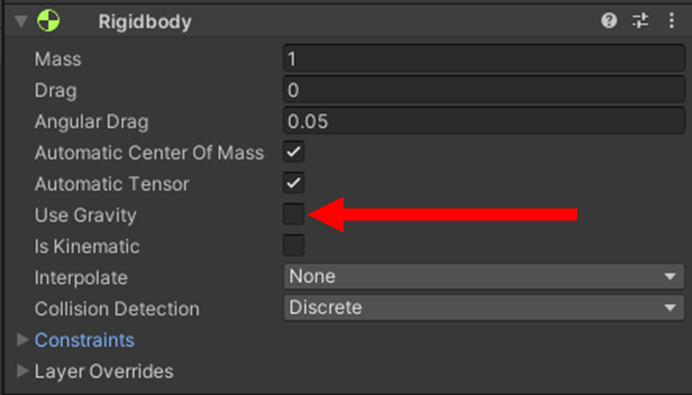 Rigidbody
Mass 1
Drag 0
Angular Drag 0.05
Automatic Center Of Mass
Automatic Tensor
Use Gravity
Is Kinematic
Interpolate None
Collision Detection Discrete
Constraints
Layer Overrides